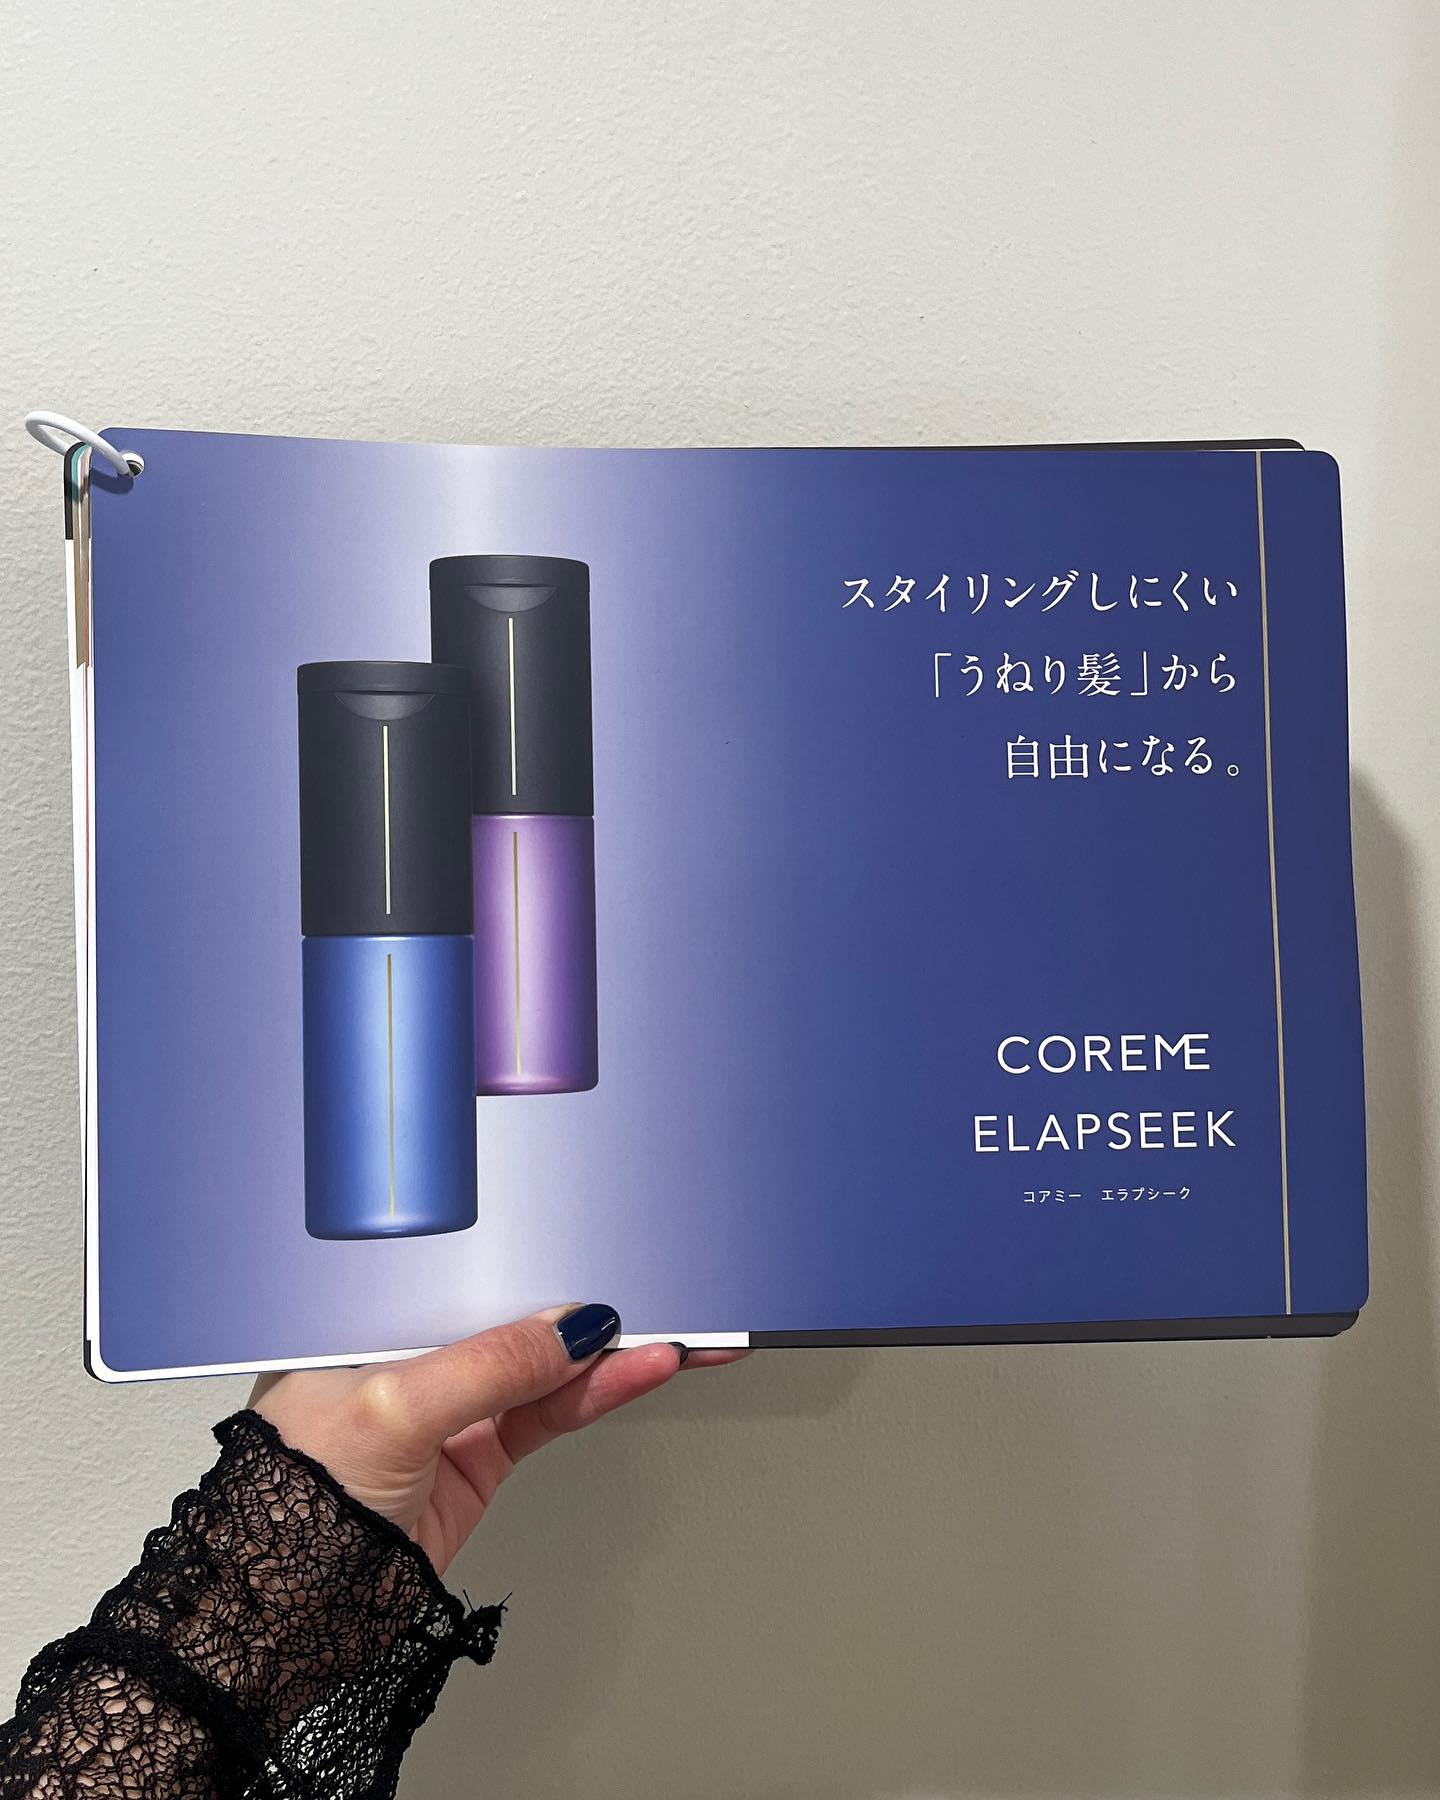 スタイリングしにくい
「うねり髪」から
自由になる。
COREME
ELAPSEEK
コアミー　エラプシーク